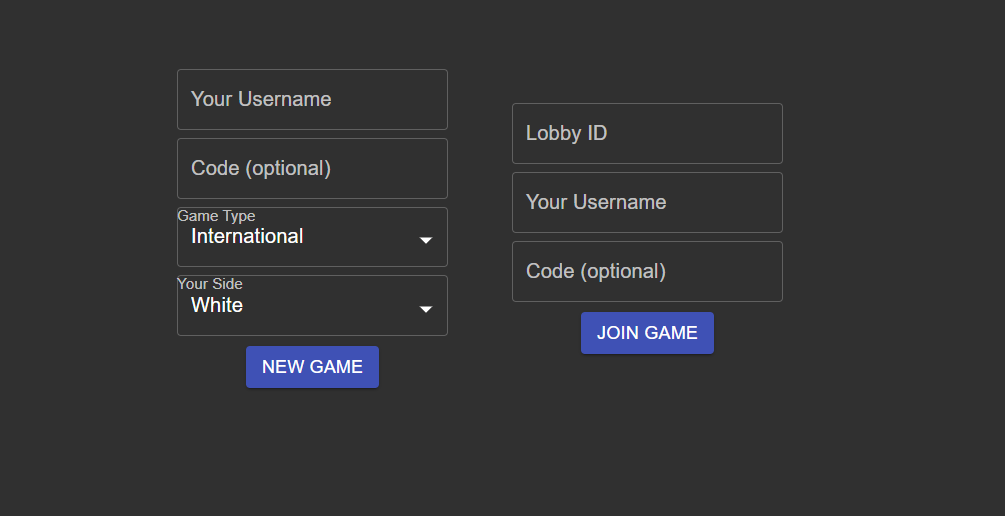 Your Username
Code (optional)
Game Type
International
Your Side
White
NEW GAME
Lobby ID
Your Username
Code (optional)
JOIN GAME